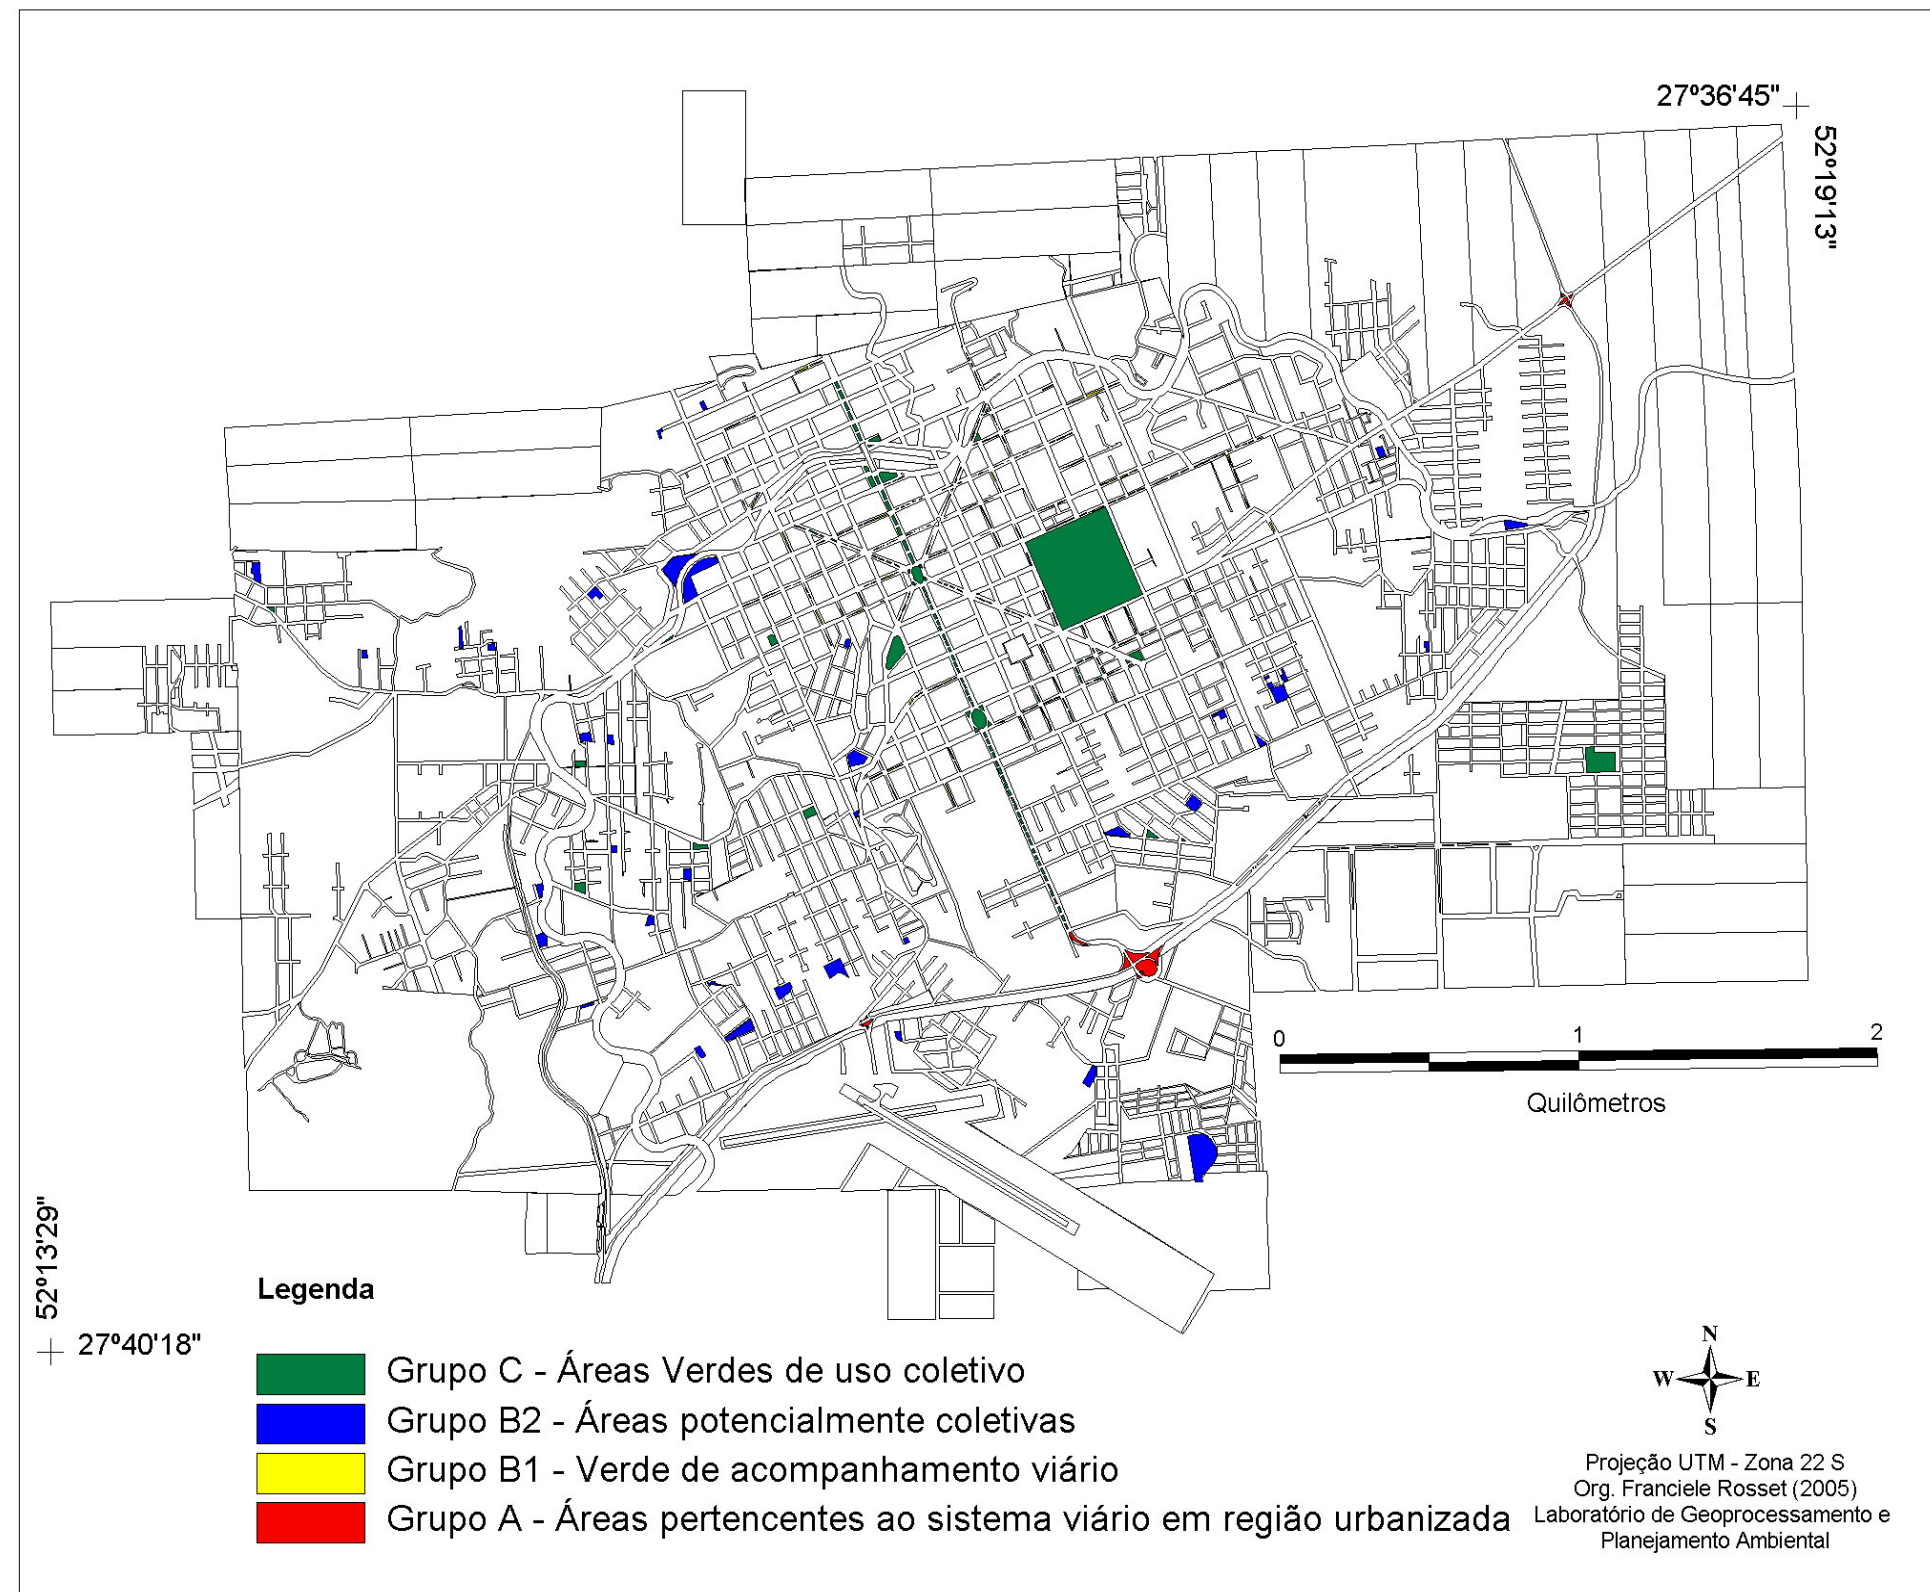 27º36'45"
52º19'13"
0 1 2
Quilômetros
52º13'29"
27º40'18"
Legenda
Grupo C - Áreas Verdes de uso coletivo
Grupo B2 - Áreas potencialmente coletivas
Grupo B1 - Verde de acompanhamento viário
Grupo A - Áreas pertencentes ao sistema viário em região urbanizada
N
W E
S
Projeção UTM - Zona 22 S
Org. Franciele Rosset (2005)
Laboratório de Geoprocessamento e
Planejamento Ambiental